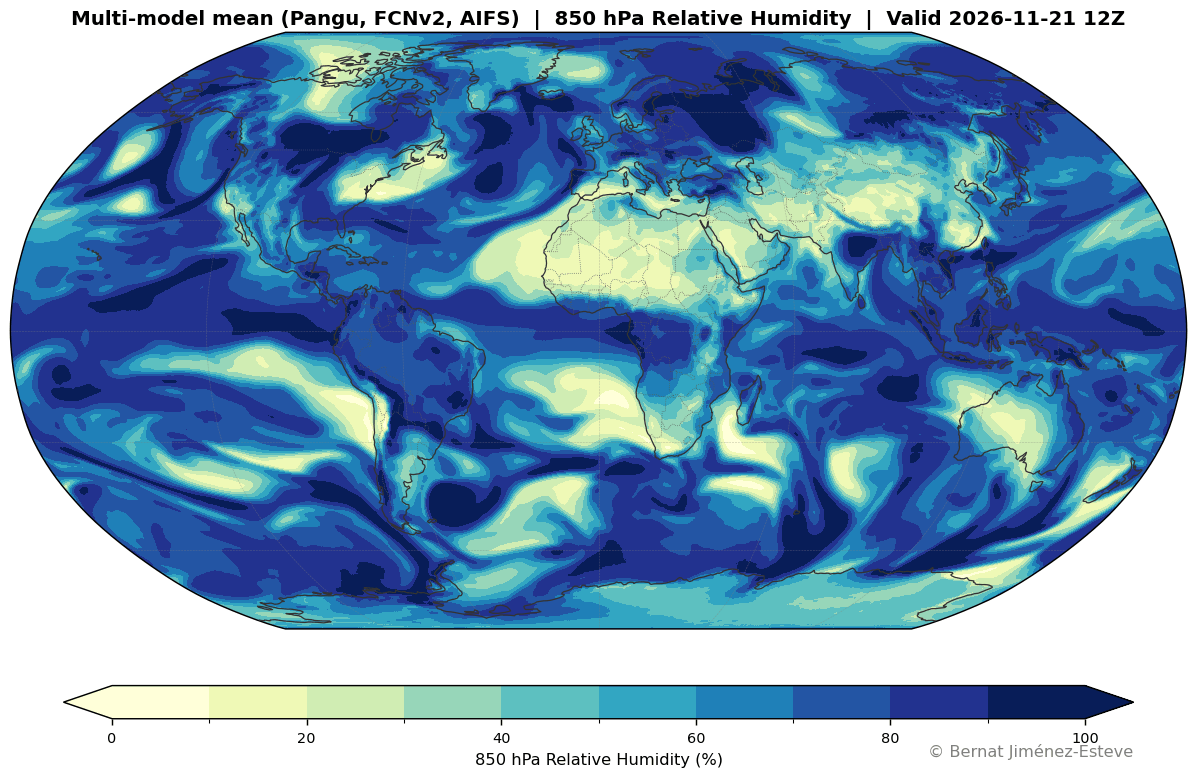 Multi-model mean (Pangu, FCNv2, AIFS) | 850 hPa Relative Humidity | Valid 2026-11-21 12Z
0 20 40 60 80 100
850 hPa Relative Humidity (%)
© Bernat Jiménez-Esteve